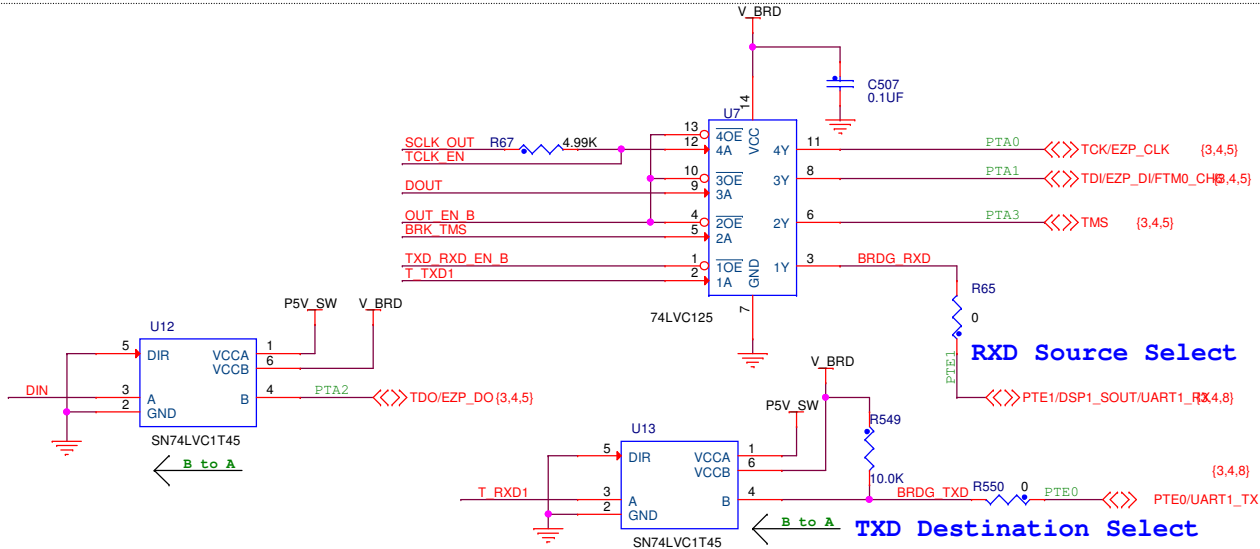 V_BRD
C507
0.1UF
14
U7
VCC
SCLK_OUT R67 4.99K 13 4OE
TCLK_EN 12 4A 4Y 11 PTA0 TCK/EZP_CLK {3,4,5}
10 3OE
DOUT 9 3A 3Y 8 PTA1 TDI/EZP_DI/FTM0_CH6{3,4,5}
OUT_EN_B 4 2OE
BRK_TMS 5 2A 2Y 6 PTA3 TMS {3,4,5}
TXD_RXD_EN_B 1 1OE
T_TXD1 2 1A 1Y 3 BRDG_RXD
GND
7
74LVC125
R65
0
RXD Source Select
PTE1
PTE1/DSP1_SOUT/UART1_RX{3,4,8}
P5V_SW V_BRD
U12
5 DIR VCCA 1
VCCB 6
DIN 3 A B 4 PTA2 TDO/EZP_DO{3,4,5}
2 GND
SN74LVC1T45
B to A
V_BRD
P5V_SW
R549
10.0K
U13
5 DIR VCCA 1
VCCB 6
T_RXD1 3 A B 4 BRDG_TXD R550 0 PTE0 PTE0/UART1_TX
{3,4,8}
2 GND
SN74LVC1T45
B to A
TXD Destination Select